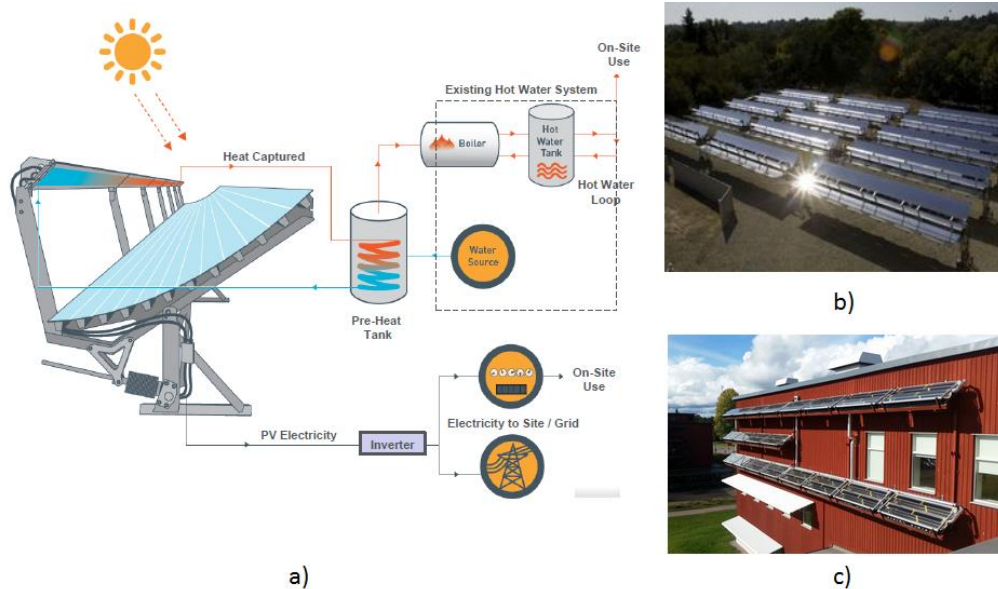 On-Site
Use
Existing Hot Water System
Boiler
Hot
Water
Tank
Heat Captured
Hot Water
Loop
Water
Source
Pre-Heat
Tank
On-Site
Use
PV Electricity
Inverter
Electricity to Site / Grid
a)
b)
c)